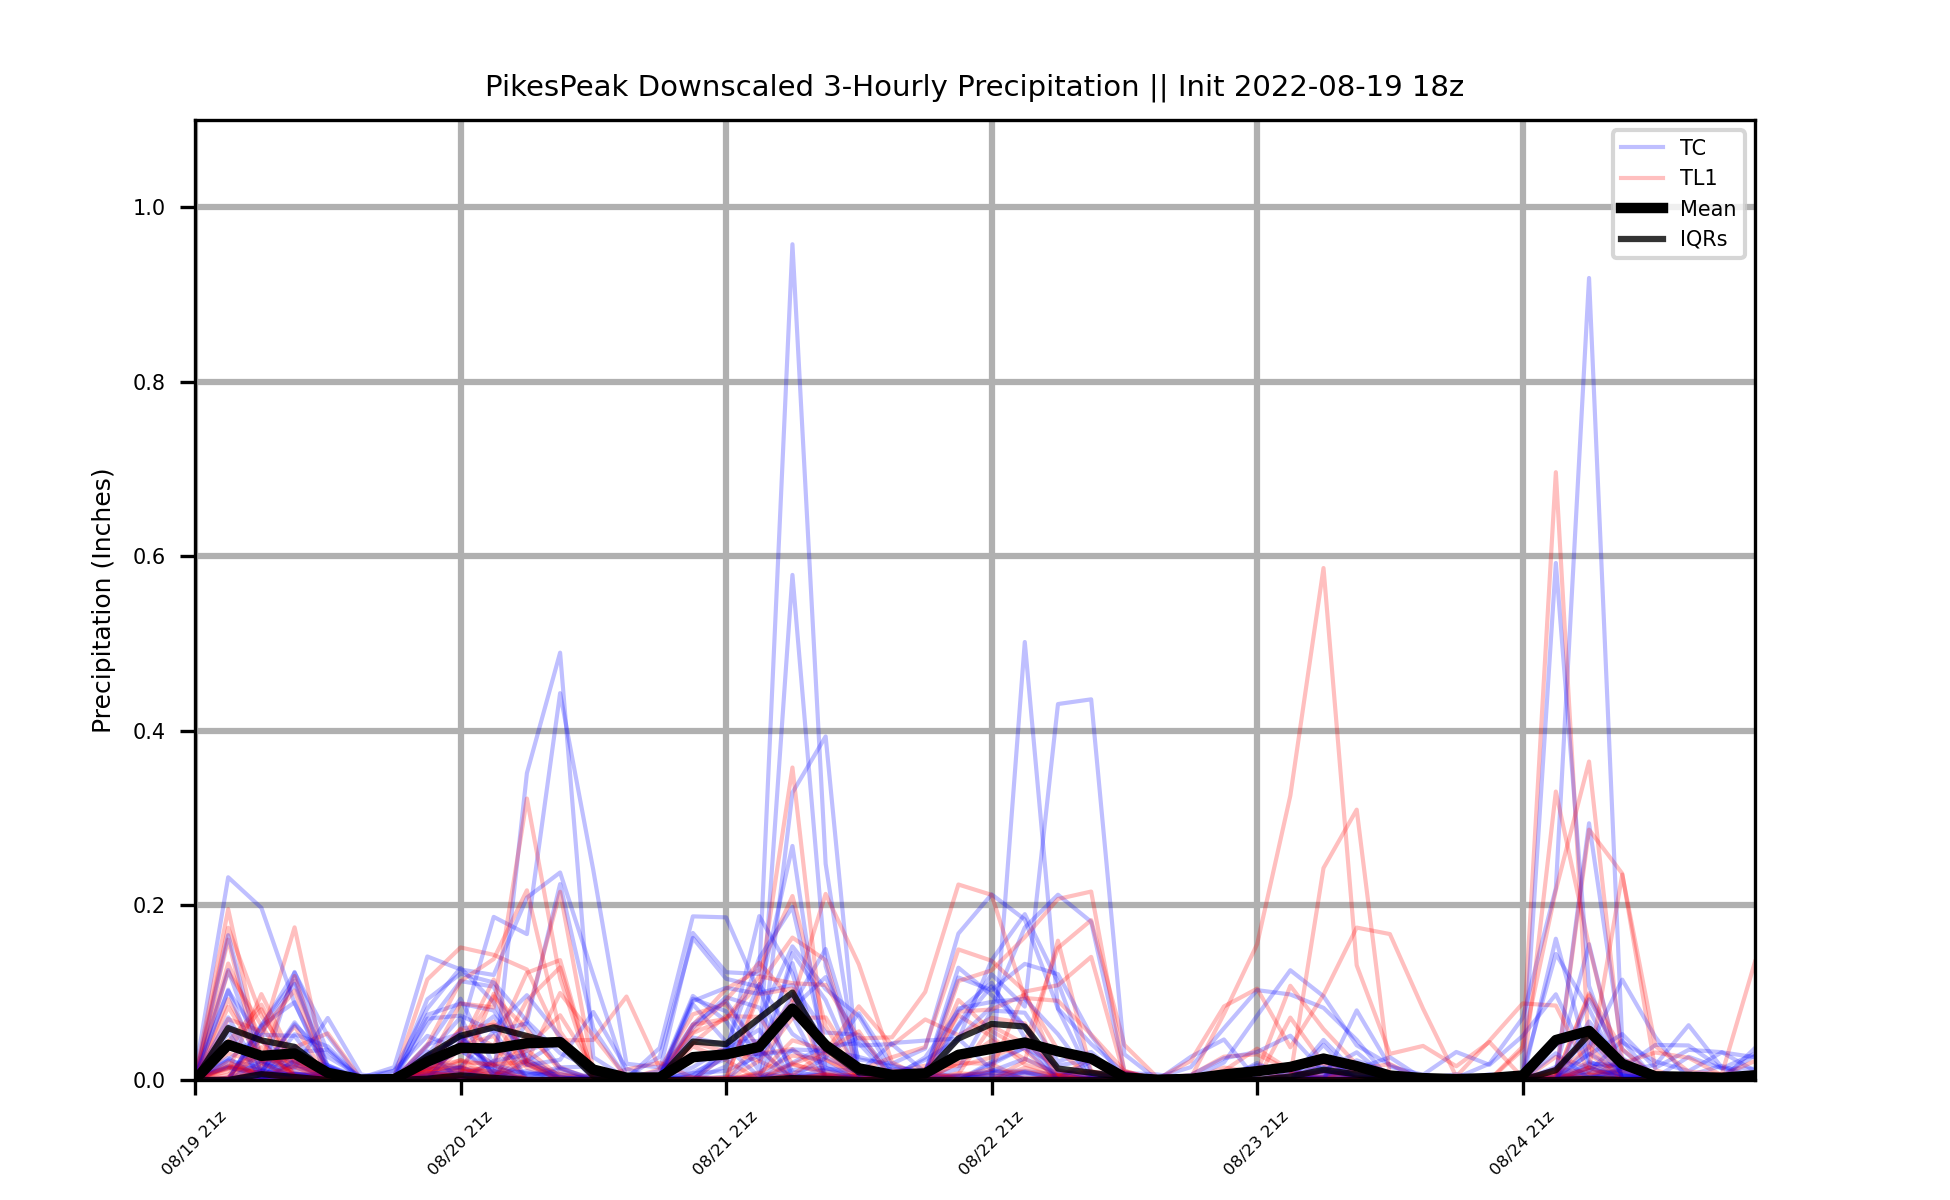 PikesPeak Downscaled 3-Hourly Precipitation || Init 2022-08-19 18z
TC
TL1
Mean
IQRs
Precipitation (Inches)
1.0
0.8
0.6
0.4
0.2
0.0
08/19 21z
08/20 21z
08/21 21z
08/22 21z
08/23 21z
08/24 21z